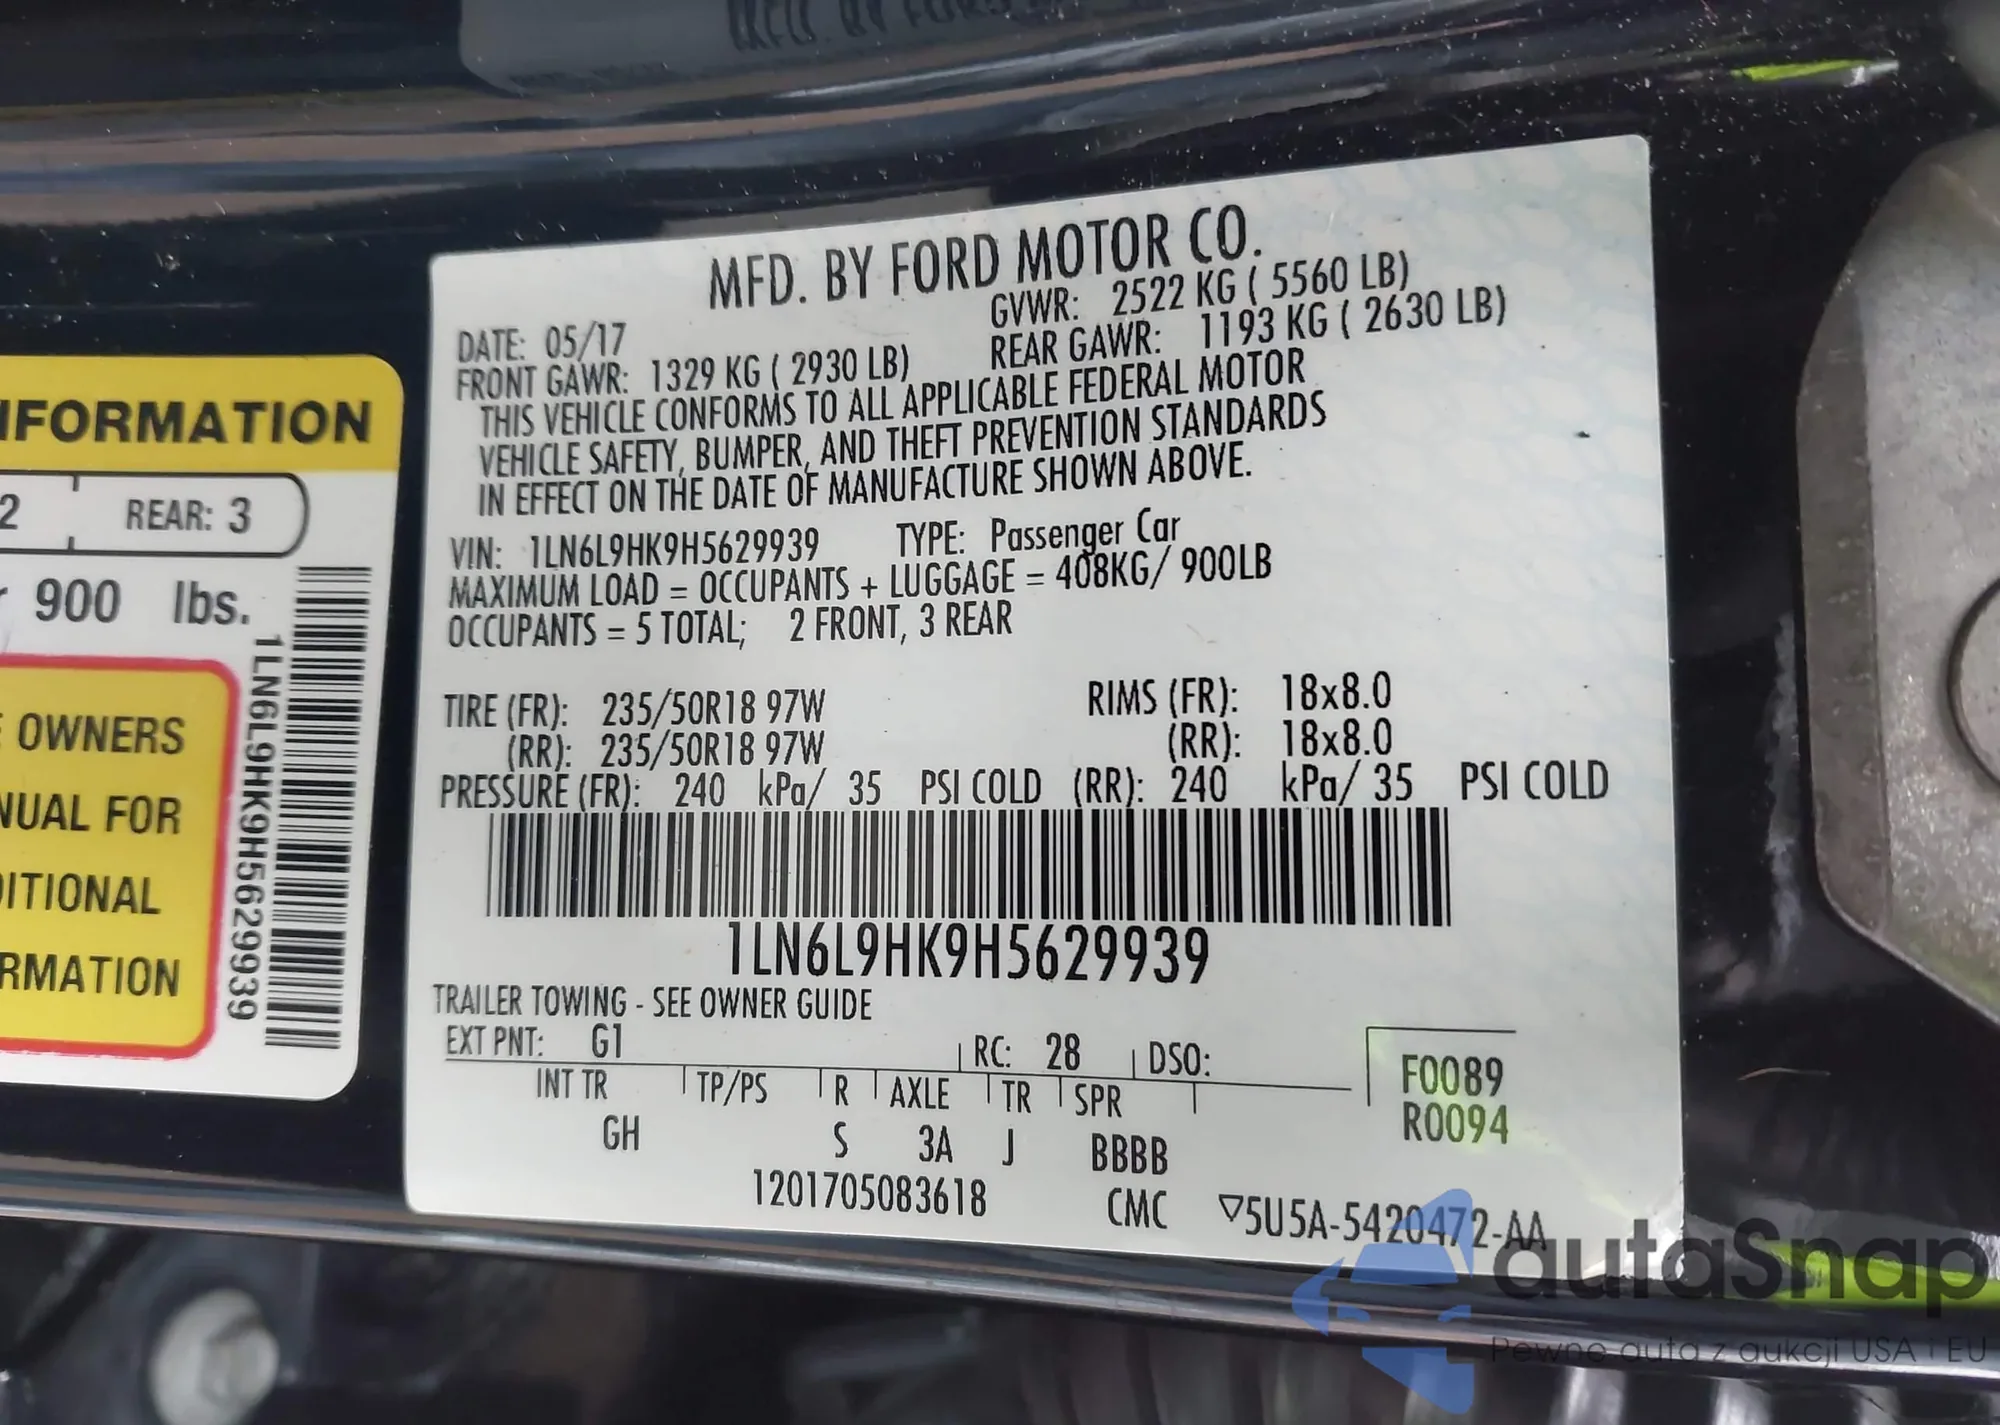 MFD. BY FORD MOTOR CO.
DATE: 05/17 GVWR: 2522 KG ( 5560 LB)
FRONT GAWR: 1329 KG ( 2930 LB) REAR GAWR: 1193 KG ( 2630 LB)
THIS VEHICLE CONFORMS TO ALL APPLICABLE FEDERAL MOTOR
VEHICLE SAFETY, BUMPER, AND THEFT PREVENTION STANDARDS
IN EFFECT ON THE DATE OF MANUFACTURE SHOWN ABOVE.
VIN: 1LN6L9HK9H5629939 TYPE: Passenger Car
MAXIMUM LOAD = OCCUPANTS + LUGGAGE = 408KG/ 900LB
OCCUPANTS = 5 TOTAL; 2 FRONT, 3 REAR
TIRE (FR): 235/50R18 97W RIMS (FR): 18x8.0
(RR): 235/50R18 97W (RR): 18x8.0
PRESSURE (FR): 240 kPa/ 35 PSI COLD (RR): 240 kPa/ 35 PSI COLD
1LN6L9HK9H5629939
TRAILER TOWING - SEE OWNER GUIDE
EXT PNT: G1 RC: 28 DSO:
INT TR TP/PS R AXLE TR SPR
GH S 3A J BBBB
F0089
R0094
1201705083618 CMC ▽5U5A-5420472-AA
NFORMATION
2 REAR: 3
r 900 lbs.
E OWNERS
NUAL FOR
DITIONAL
RMATION
1LN6L9HK9H5629939
autaSnap
Pewne auta z aukcji USA i EU